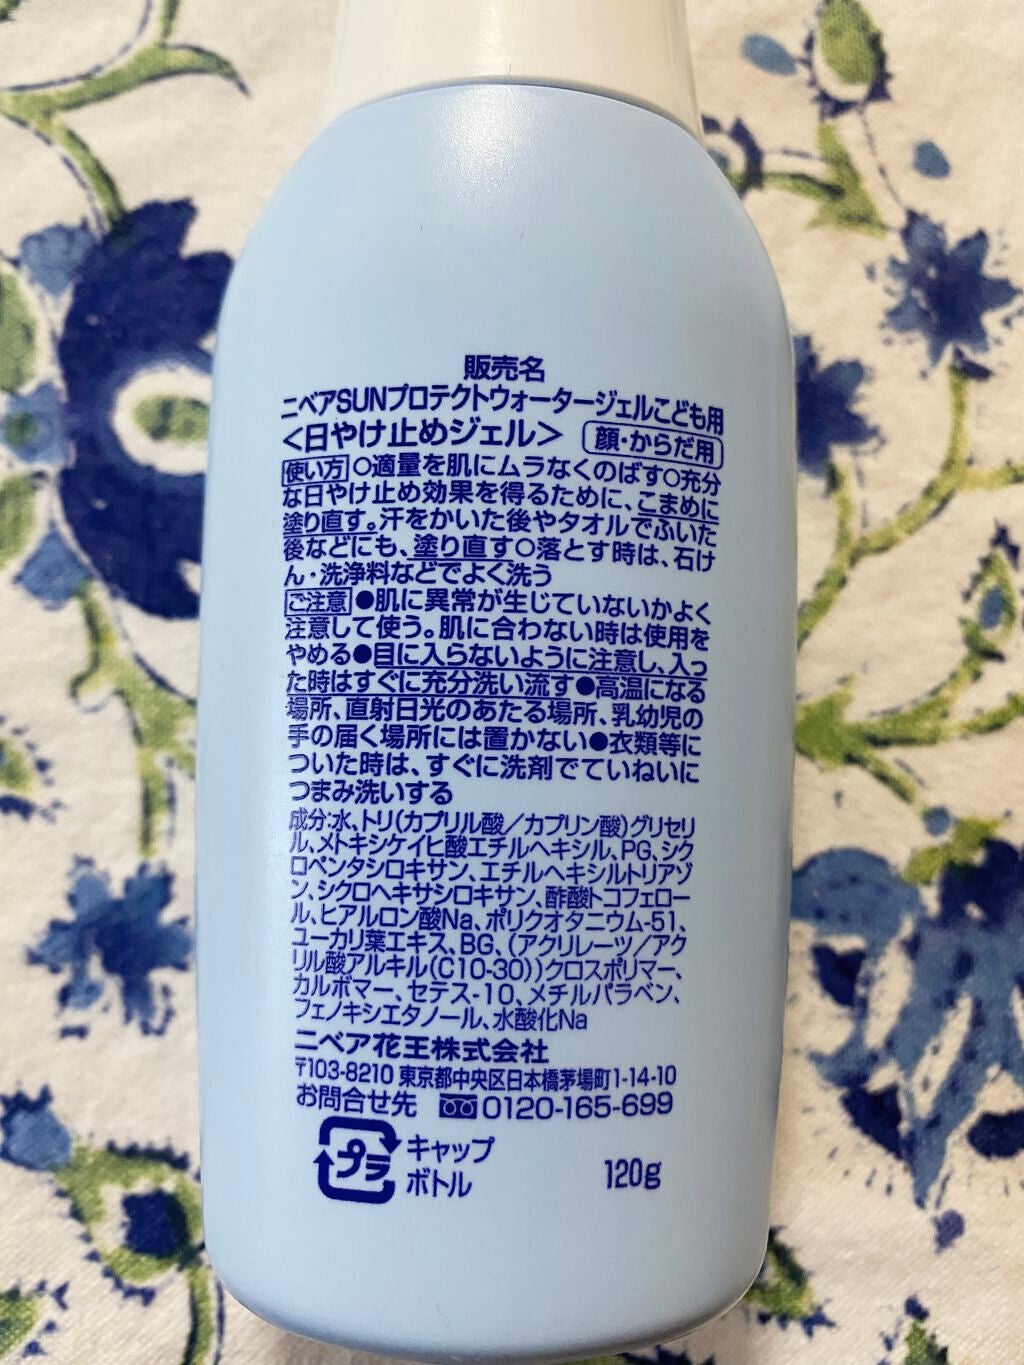 販売名
ニベアSUNプロテクトウォータージェルこども用
<日やけ止めジェル> 顔・からだ用
使い方 ○適量を肌にムラなくのばす○充分
な日やけ止め効果を得るために、こまめに
塗り直す。汗をかいた後やタオルでふいた
後などにも、塗り直す○落とす時は、石け
ん・洗浄料などでよく洗う
ご注意 ●肌に異常が生じていないかよく
注意して使う。肌に合わない時は使用を
やめる●目に入らないように注意し、入っ
た時はすぐに充分洗い流す●高温になる
場所、直射日光のあたる場所、乳幼児の
手の届く場所には置かない●衣類等に
ついた時は、すぐに洗剤でていねいに
つまみ洗いする
成分:水、トリ(カプリル酸/カプリン酸)グリセリ
ル、メトキシケイヒ酸エチルヘキシル、PG、シク
ロペンタシロキサン、エチルヘキシルトリアゾ
ン、シクロヘキサシロキサン、酢酸トコフェロー
ル、ヒアルロン酸Na、ポリクオタニウム-51、
ユーカリ葉エキス、BG、(アクリレーツ/アク
リル酸アルキル(C10-30))クロスポリマー、
カルボマー、セテス-10、メチルパラベン、
フェノキシエタノール、水酸化Na
ニベア花王株式会社
〒103-8210 東京都中央区日本橋茅場町1-14-10
お問合せ先 0120-165-699
プラ キャップ
ボトル 120g